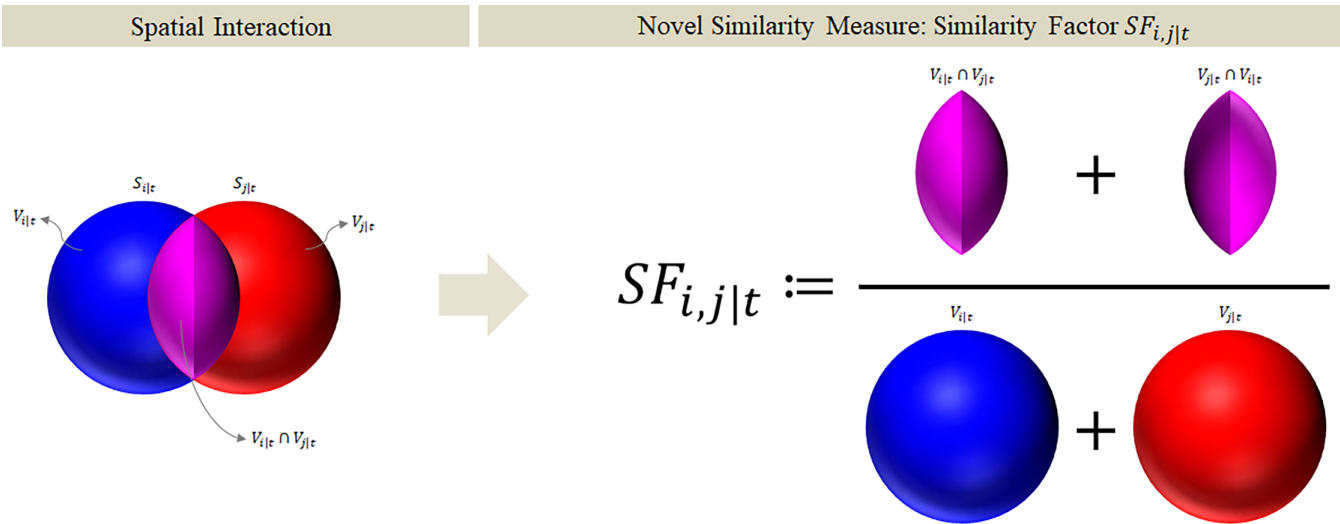 Spatial Interaction
Novel Similarity Measure: Similarity Factor SF_{i,j|t}
V_{i|t} ∩ V_{j|t}
V_{j|t} ∩ V_{i|t}
+
S_{i|t}
S_{j|t}
V_{i|t}
V_{j|t}
V_{i|t} ∩ V_{j|t}
SF_{i,j|t} :=
V_{i|t}
V_{j|t}
+